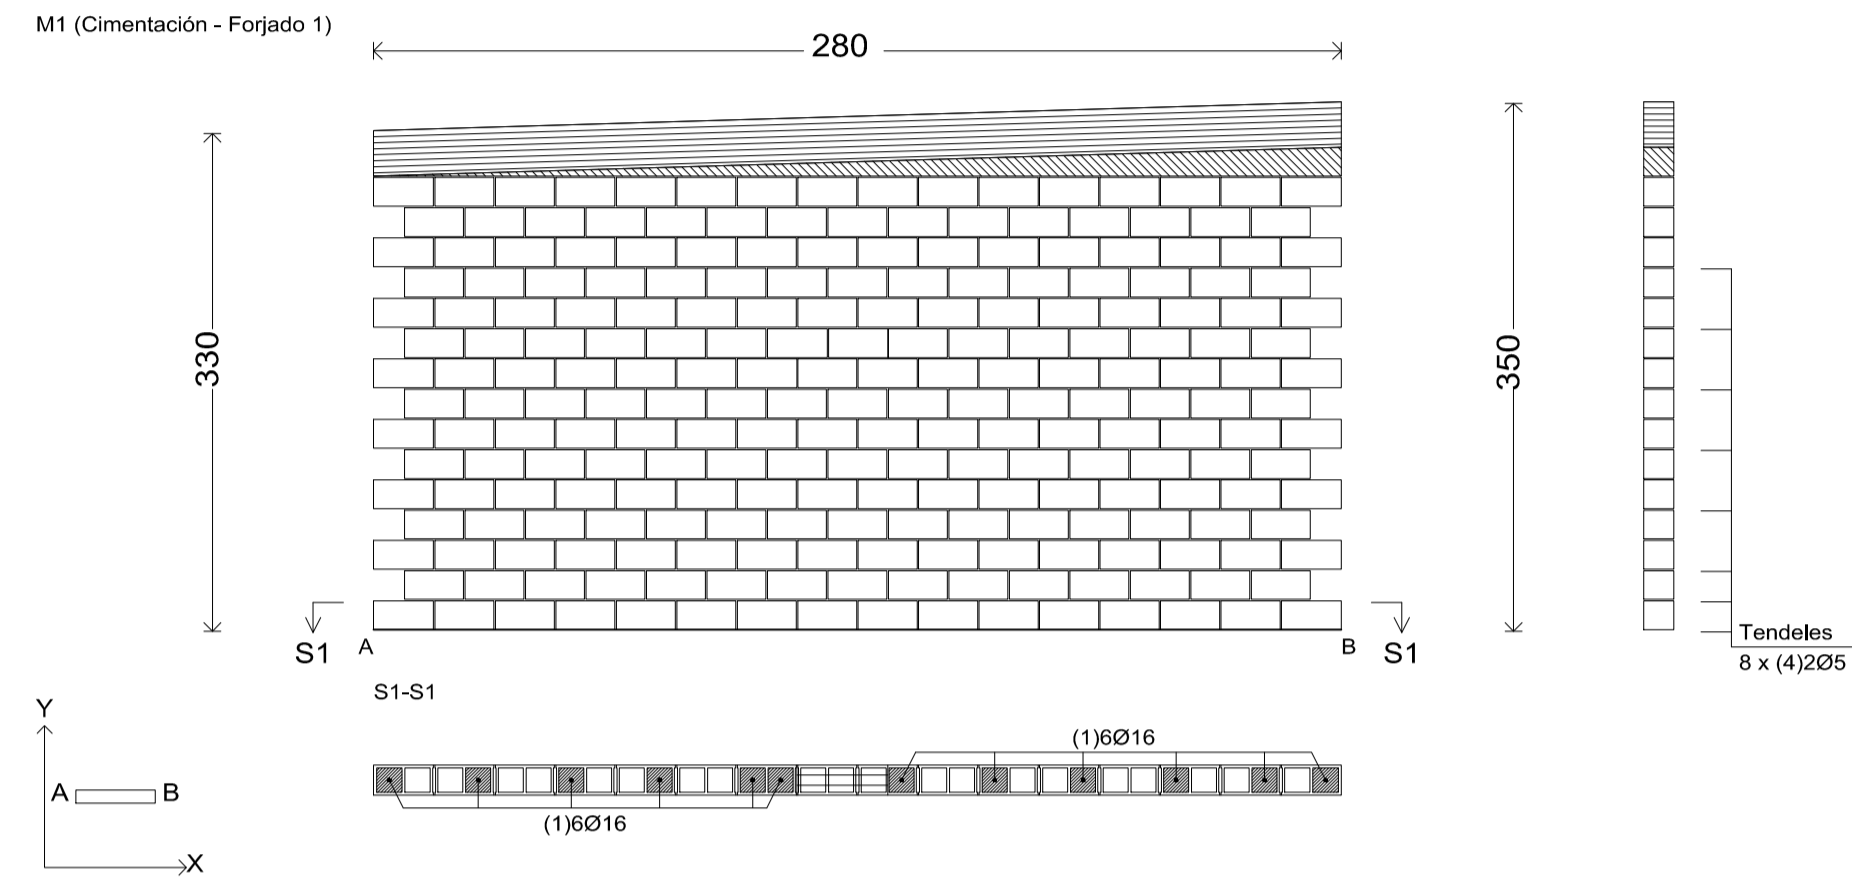 M1 (Cimentación - Forjado 1)
280
330
350
S1
A
B
S1
Tendeles
8 x (4)2Ø5
S1-S1
Y
(1)6Ø16
A
B
(1)6Ø16
X